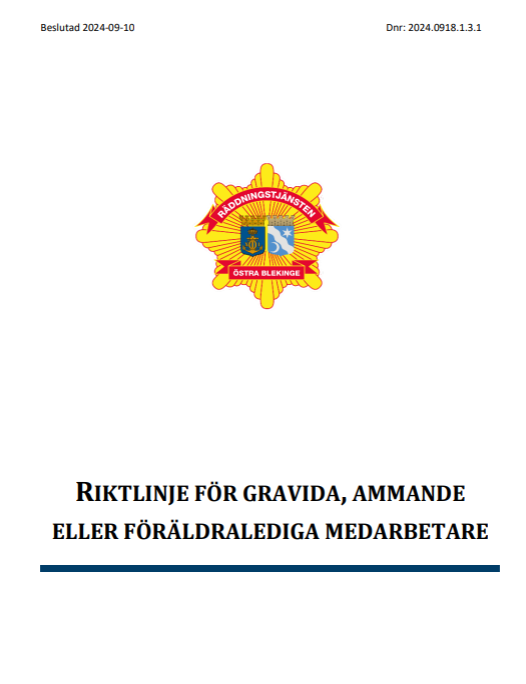 Beslutad 2024-09-10 Dnr: 2024.0918.1.3.1
RÄDDNINGSTJÄNSTEN
ÖSTRA BLEKINGE
RIKTLINJE FÖR GRAVIDA, AMMANDE
ELLER FÖRÄLDRALEDIGA MEDARBETARE